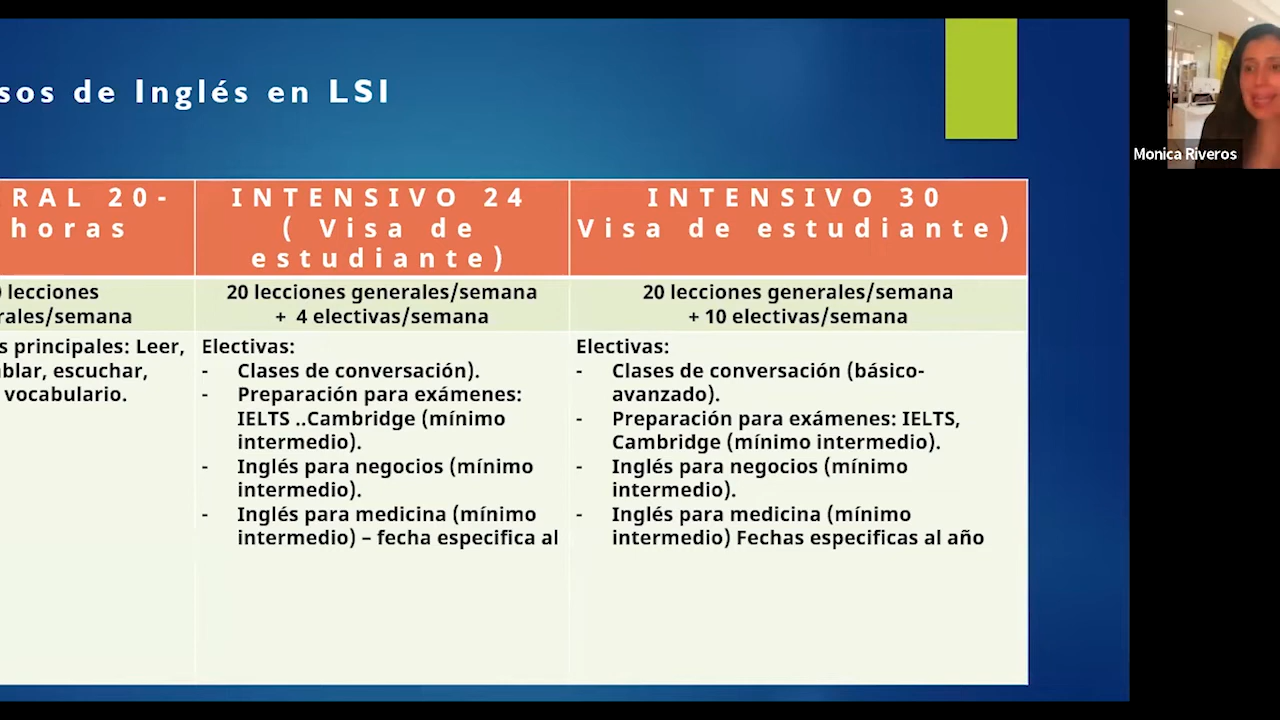 sos de Inglés en LSI
Monica Riveros
RAL 20-
horas
INTENSIVO 24
( Visa de
estudiante)
INTENSIVO 30
Visa de estudiante)
lecciones
rales/semana
20 lecciones generales/semana
+ 4 electivas/semana
20 lecciones generales/semana
+ 10 electivas/semana
s principales: Leer,
blar, escuchar,
vocabulario.
Electivas:
- Clases de conversación).
- Preparación para exámenes:
IELTS ..Cambridge (mínimo
intermedio).
- Inglés para negocios (mínimo
intermedio).
- Inglés para medicina (mínimo
intermedio) – fecha especifica al
Electivas:
- Clases de conversación (básico-
avanzado).
- Preparación para exámenes: IELTS,
Cambridge (mínimo intermedio).
- Inglés para negocios (mínimo
intermedio).
- Inglés para medicina (mínimo
intermedio) Fechas especificas al año